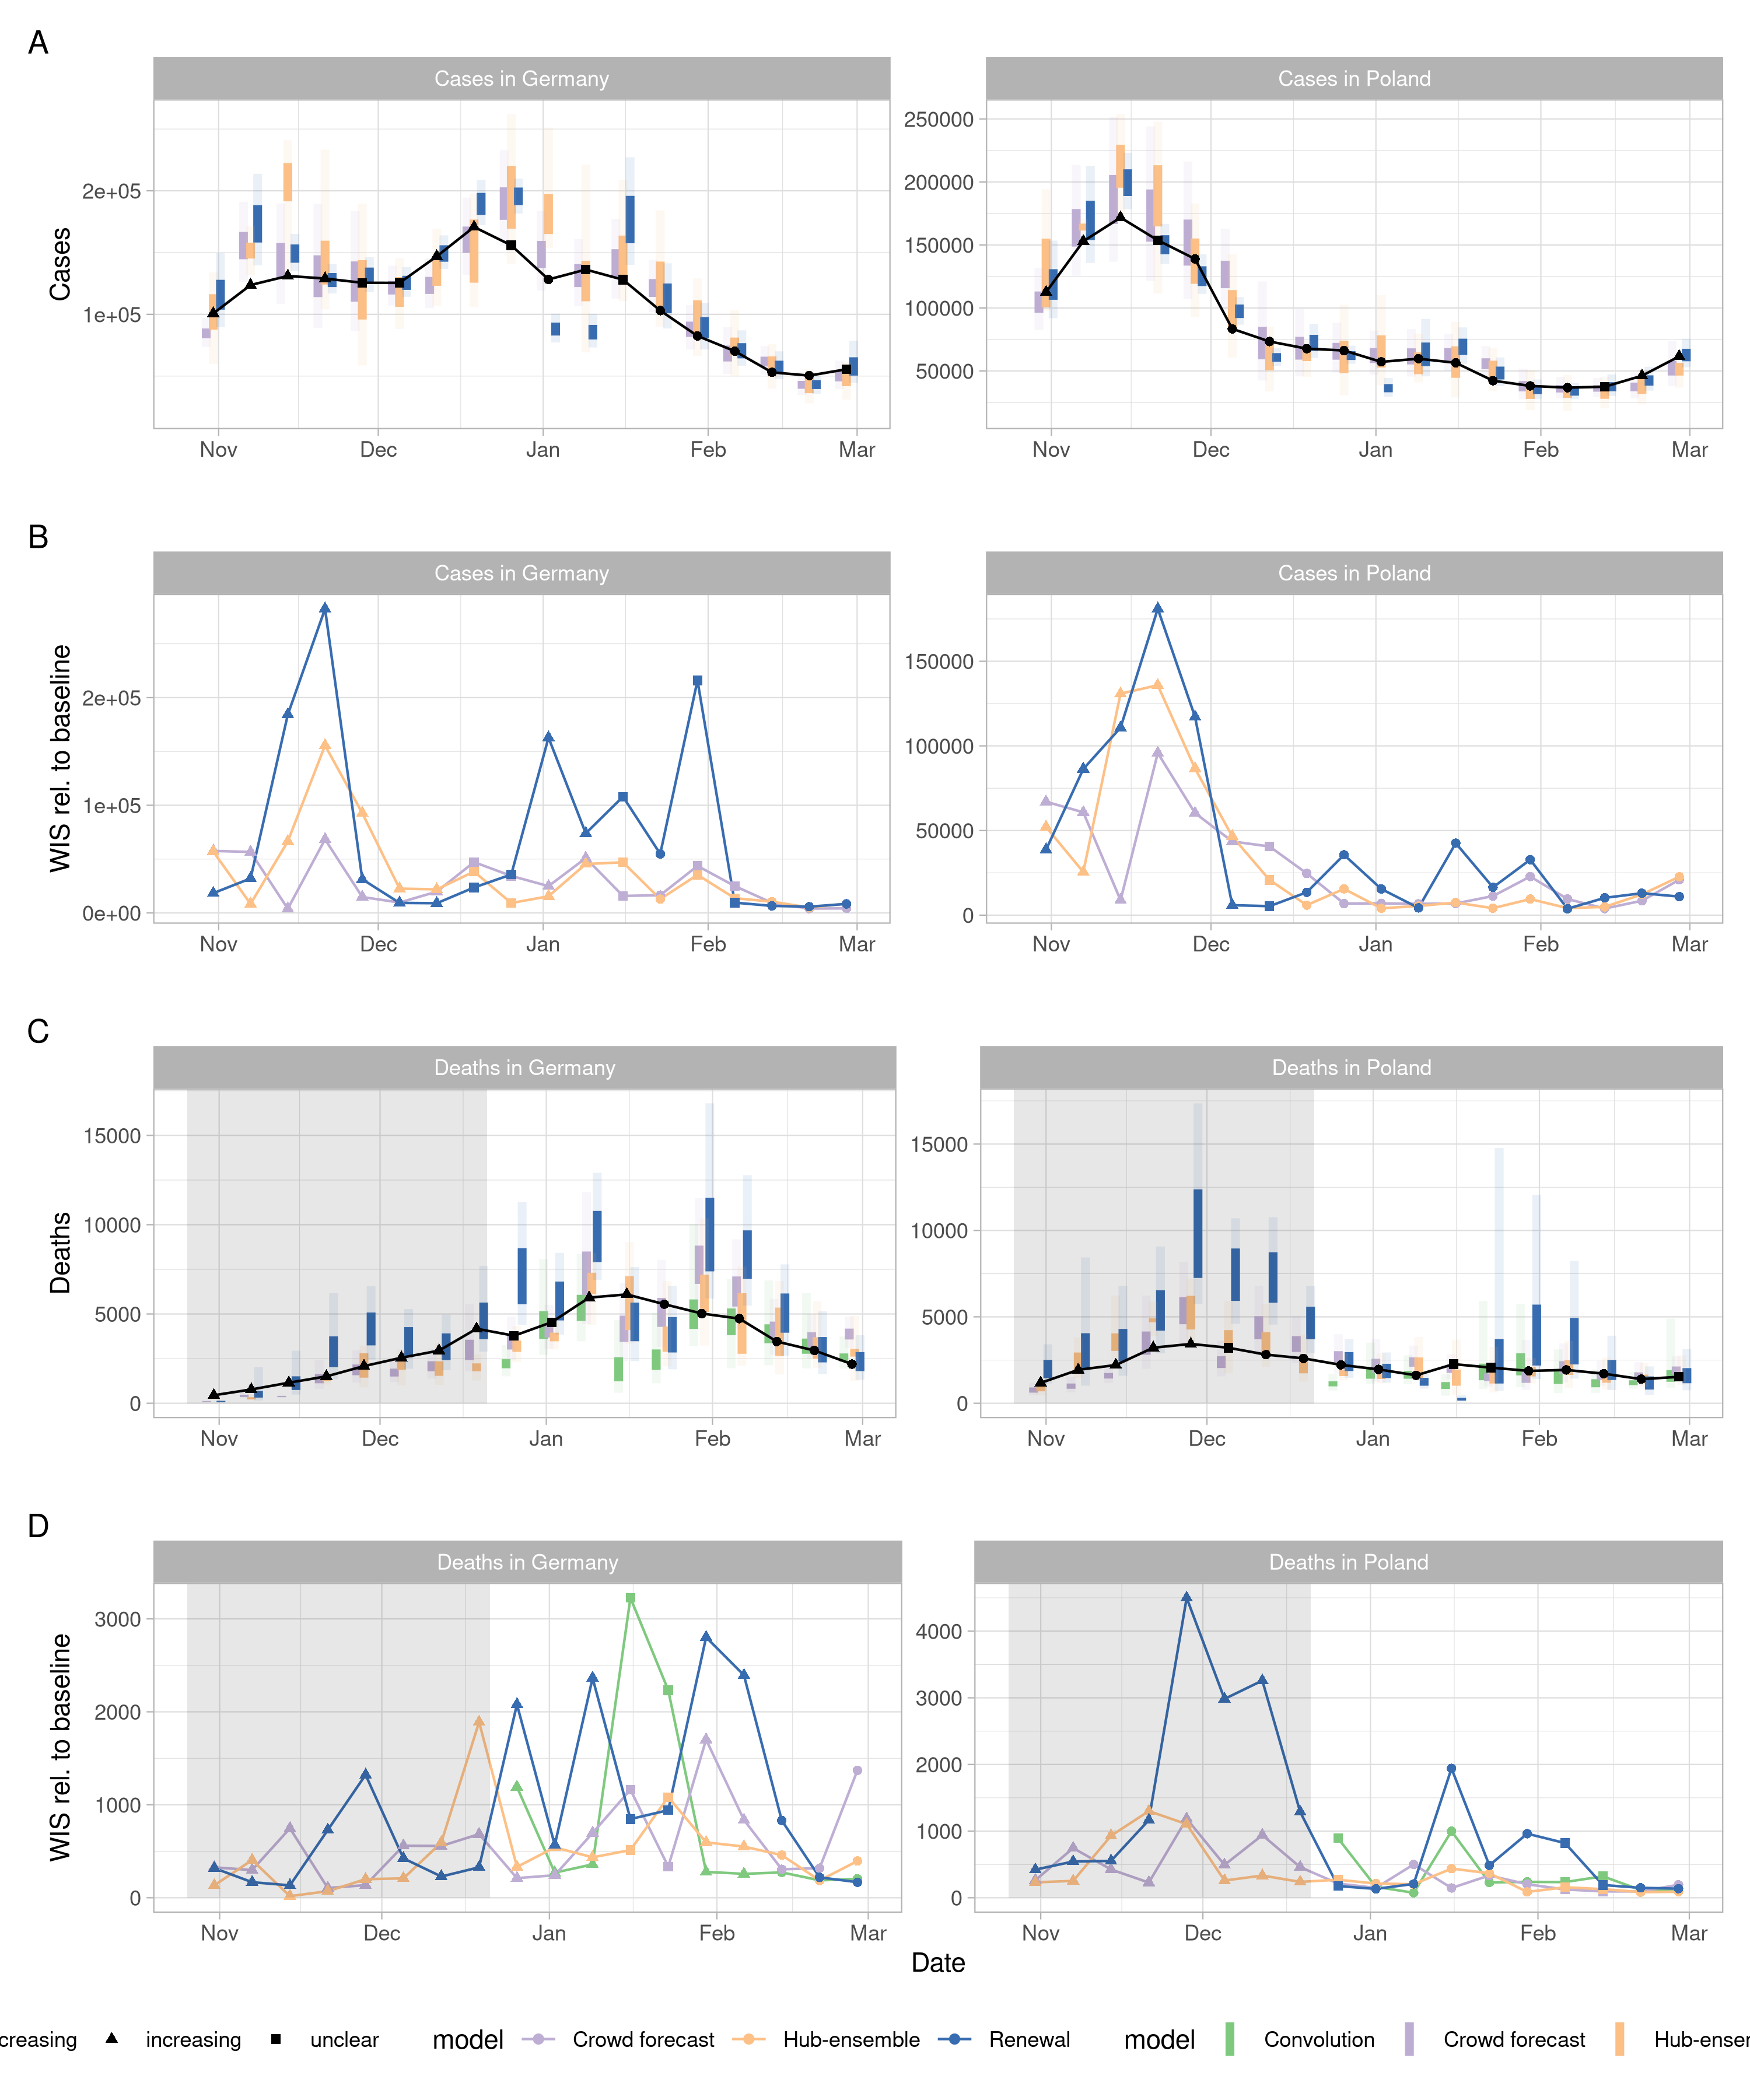 A
Cases in Germany
Cases in Poland
Cases
2e+05
1e+05
250000
200000
150000
100000
50000
Nov Dec Jan Feb Mar
Nov Dec Jan Feb Mar
B
Cases in Germany
Cases in Poland
WIS rel. to baseline
2e+05
1e+05
0e+00
150000
100000
50000
0
Nov Dec Jan Feb Mar
Nov Dec Jan Feb Mar
C
Deaths in Germany
Deaths in Poland
Deaths
15000
10000
5000
0
15000
10000
5000
0
Nov Dec Jan Feb Mar
Nov Dec Jan Feb Mar
D
Deaths in Germany
Deaths in Poland
WIS rel. to baseline
3000
2000
1000
0
4000
3000
2000
1000
0
Nov Dec Jan Feb Mar
Nov Dec Jan Feb Mar
Date
creasing increasing unclear model Crowd forecast Hub-ensemble Renewal model Convolution Crowd forecast Hub-enser